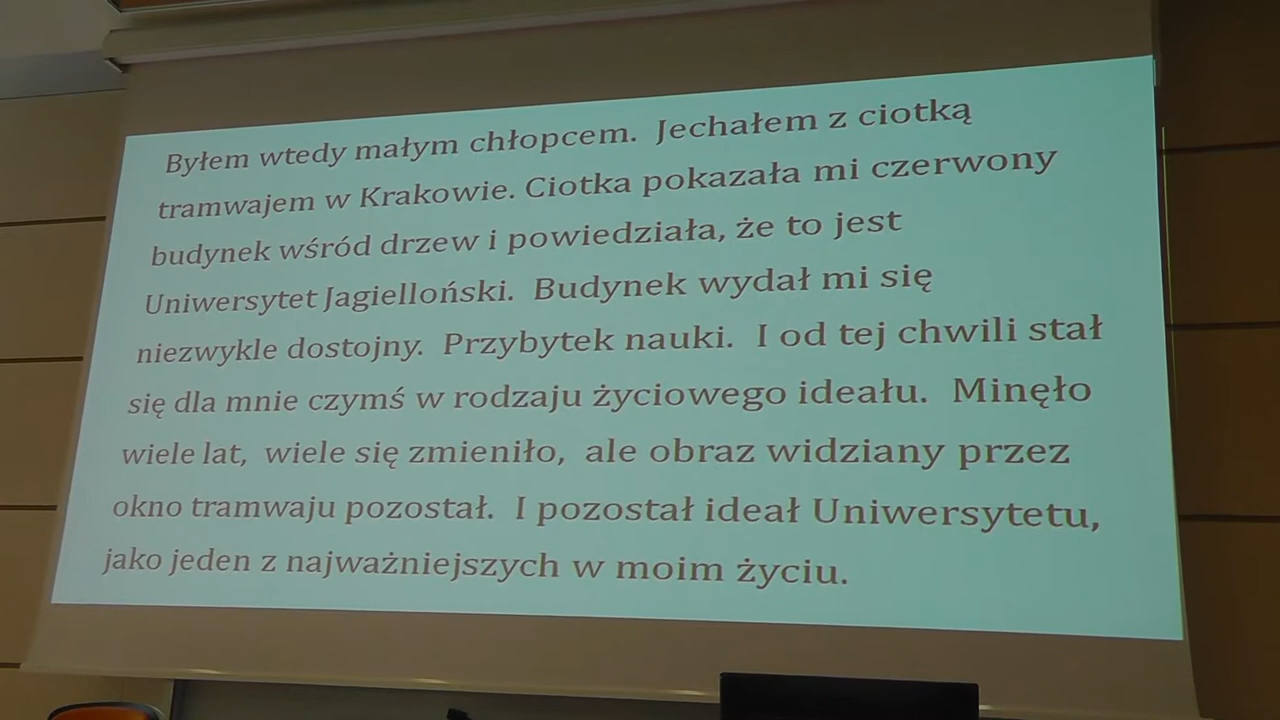 Byłem wtedy małym chłopcem. Jechałem z ciotką
tramwajem w Krakowie. Ciotka pokazała mi czerwony
budynek wśród drzew i powiedziała, że to jest
Uniwersytet Jagielloński. Budynek wydał mi się
niezwykle dostojny. Przybytek nauki. I od tej chwili stał
się dla mnie czymś w rodzaju życiowego ideału. Minęło
wiele lat, wiele się zmieniło, ale obraz widziany przez
okno tramwaju pozostał. I pozostał ideał Uniwersytetu,
jako jeden z najważniejszych w moim życiu.